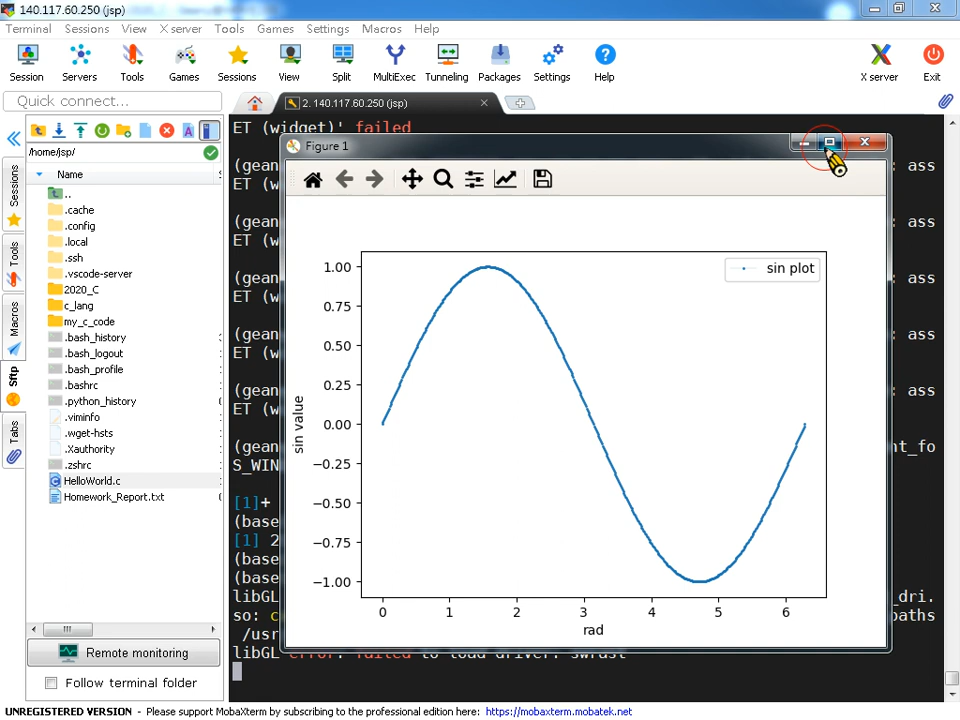 140.117.60.250 (jsp)
Terminal Sessions View X server Tools Games Settings Macros Help
Session Servers Tools Games Sessions View Split MultiExec Tunneling Packages Settings Help X server Exit
Quick connect...
2. 140.117.60.250 (jsp)
/home/jsp/
Name
..
.cache
.config
.local
.ssh
.vscode-server
2020_C
c_lang
my_c_code
.bash_history
.bash_logout
.bash_profile
.bashrc
.python_history
.viminfo
.wget-hsts
.Xauthority
.zshrc
HelloWorld.c
Homework_Report.txt
Sessions
Tools
Macros
Sftp
Tabs
Remote monitoring
Follow terminal folder
ET (widget)' failed
(gean ass
ET (w
(gean ass
ET (w
(gean ass
ET (w
(gean ass
ET (w
(gean ass
ET (w
(gean nt_fo
S_WIN
[1]+
(base
[1] 2
(base
(base
libGL _dri.
so: c paths
/usr
libGL error: failed to load driver: swrast
Figure 1
sin plot
1.00
0.75
0.50
0.25
0.00
−0.25
−0.50
−0.75
−1.00
sin value
0 1 2 3 4 5 6
rad
UNREGISTERED VERSION - Please support MobaXterm by subscribing to the professional edition here: https://mobaxterm.mobatek.net